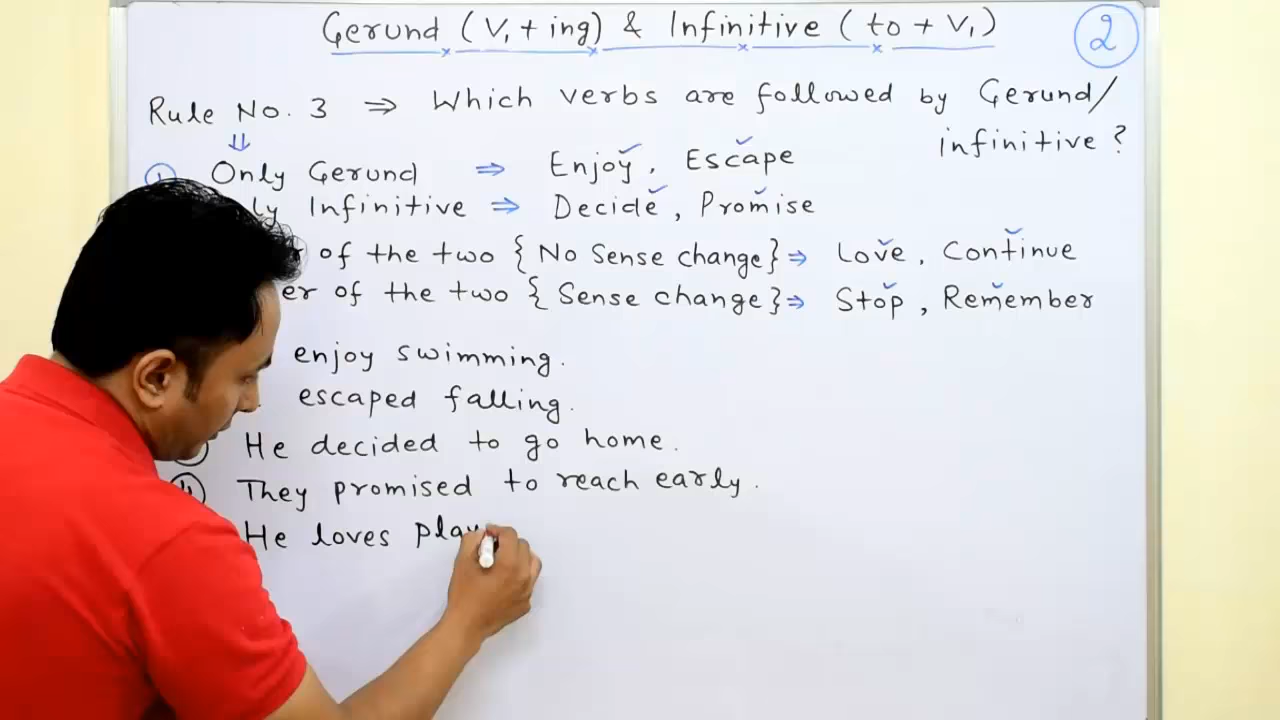 Gerund (V₁ + ing) & Infinitive (to + V₁)
2
Rule No. 3 ⇒ Which verbs are followed by Gerund/
infinitive ?
⇓
① Only Gerund ⇒ Enjoy, Escape
Infinitive ⇒ Decide, Promise
of the two { No Sense change} ⇒ Love, Continue
of the two { Sense change} ⇒ Stop, Remember
enjoy swimming.
escaped falling.
He decided to go home.
They promised to reach early.
He loves